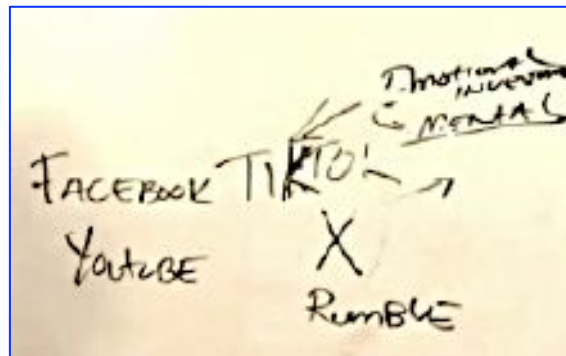 EMOTIONAL
MENTAL
FACEBOOK TIKTOK
YOUTUBE X
RUMBLE